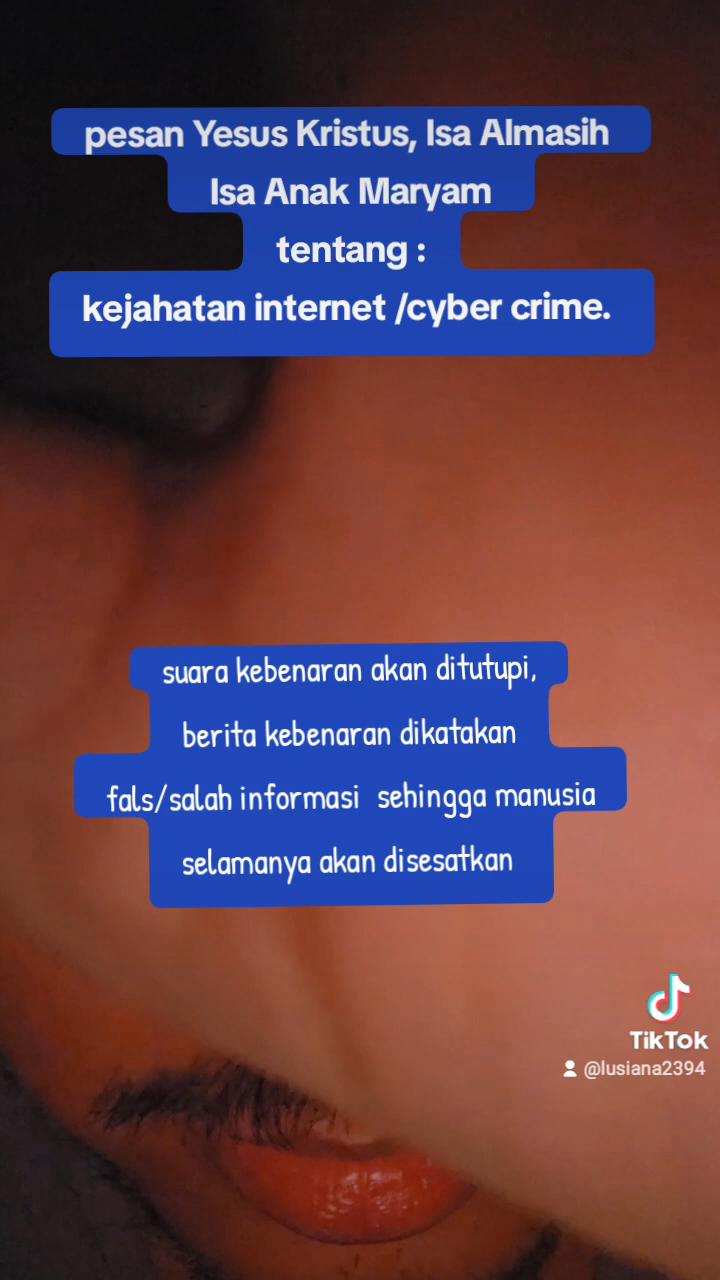 pesan Yesus Kristus, Isa Almasih
Isa Anak Maryam
tentang :
kejahatan internet /cyber crime.
suara kebenaran akan ditutupi,
berita kebenaran dikatakan
fals/salah informasi sehingga manusia
selamanya akan disesatkan
TikTok
@lusiana2394